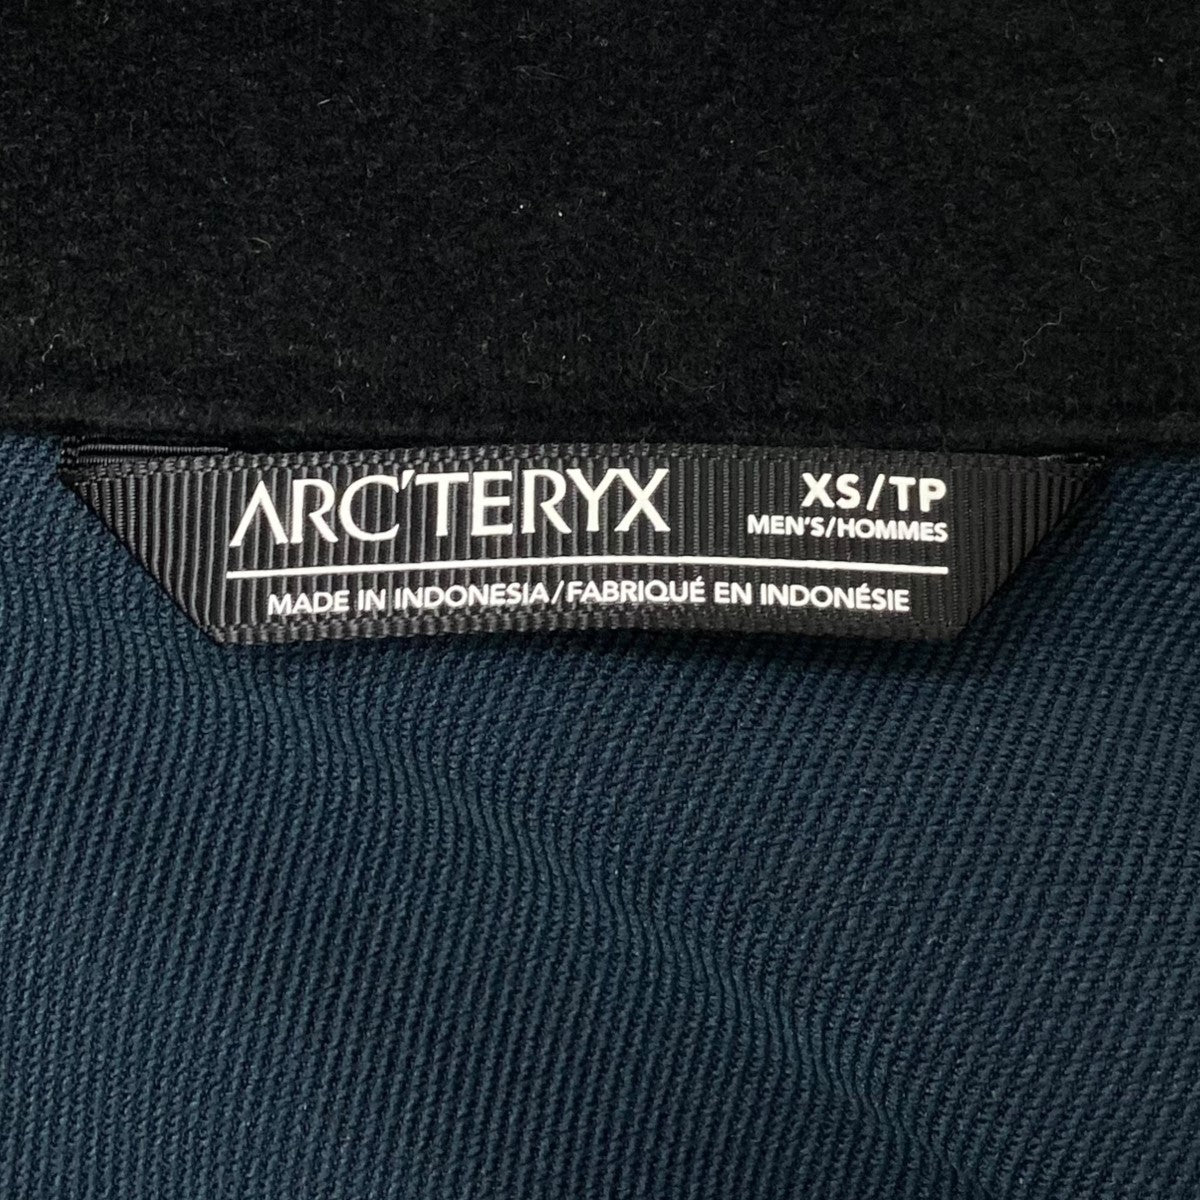 ARC'TERYX
XS/TP
MEN'S/HOMMES
MADE IN INDONESIA/FABRIQUÉ EN INDONÉSIE